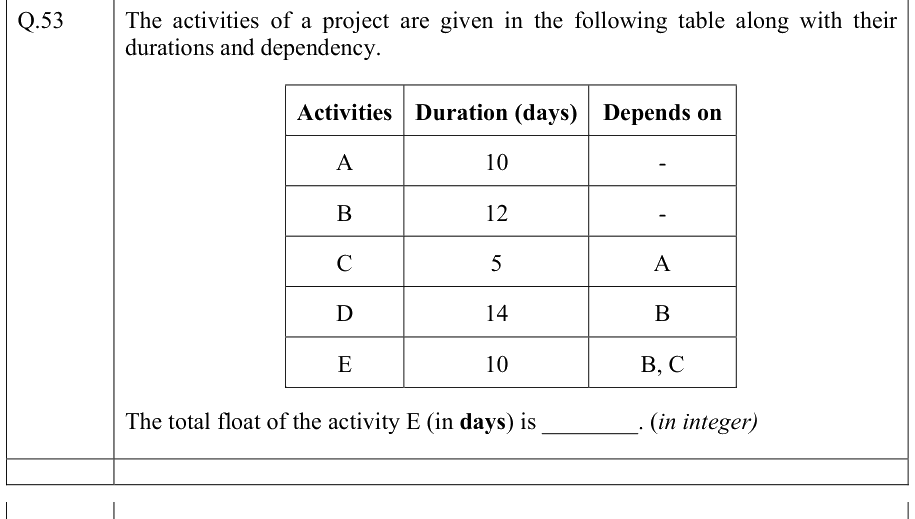 Q.53
The activities of a project are given in the following table along with their
durations and dependency.
Activities Duration (days) Depends on
A 10 -
B 12 -
C 5 A
D 14 B
E 10 B, C
The total float of the activity E (in days) is ________. (in integer)